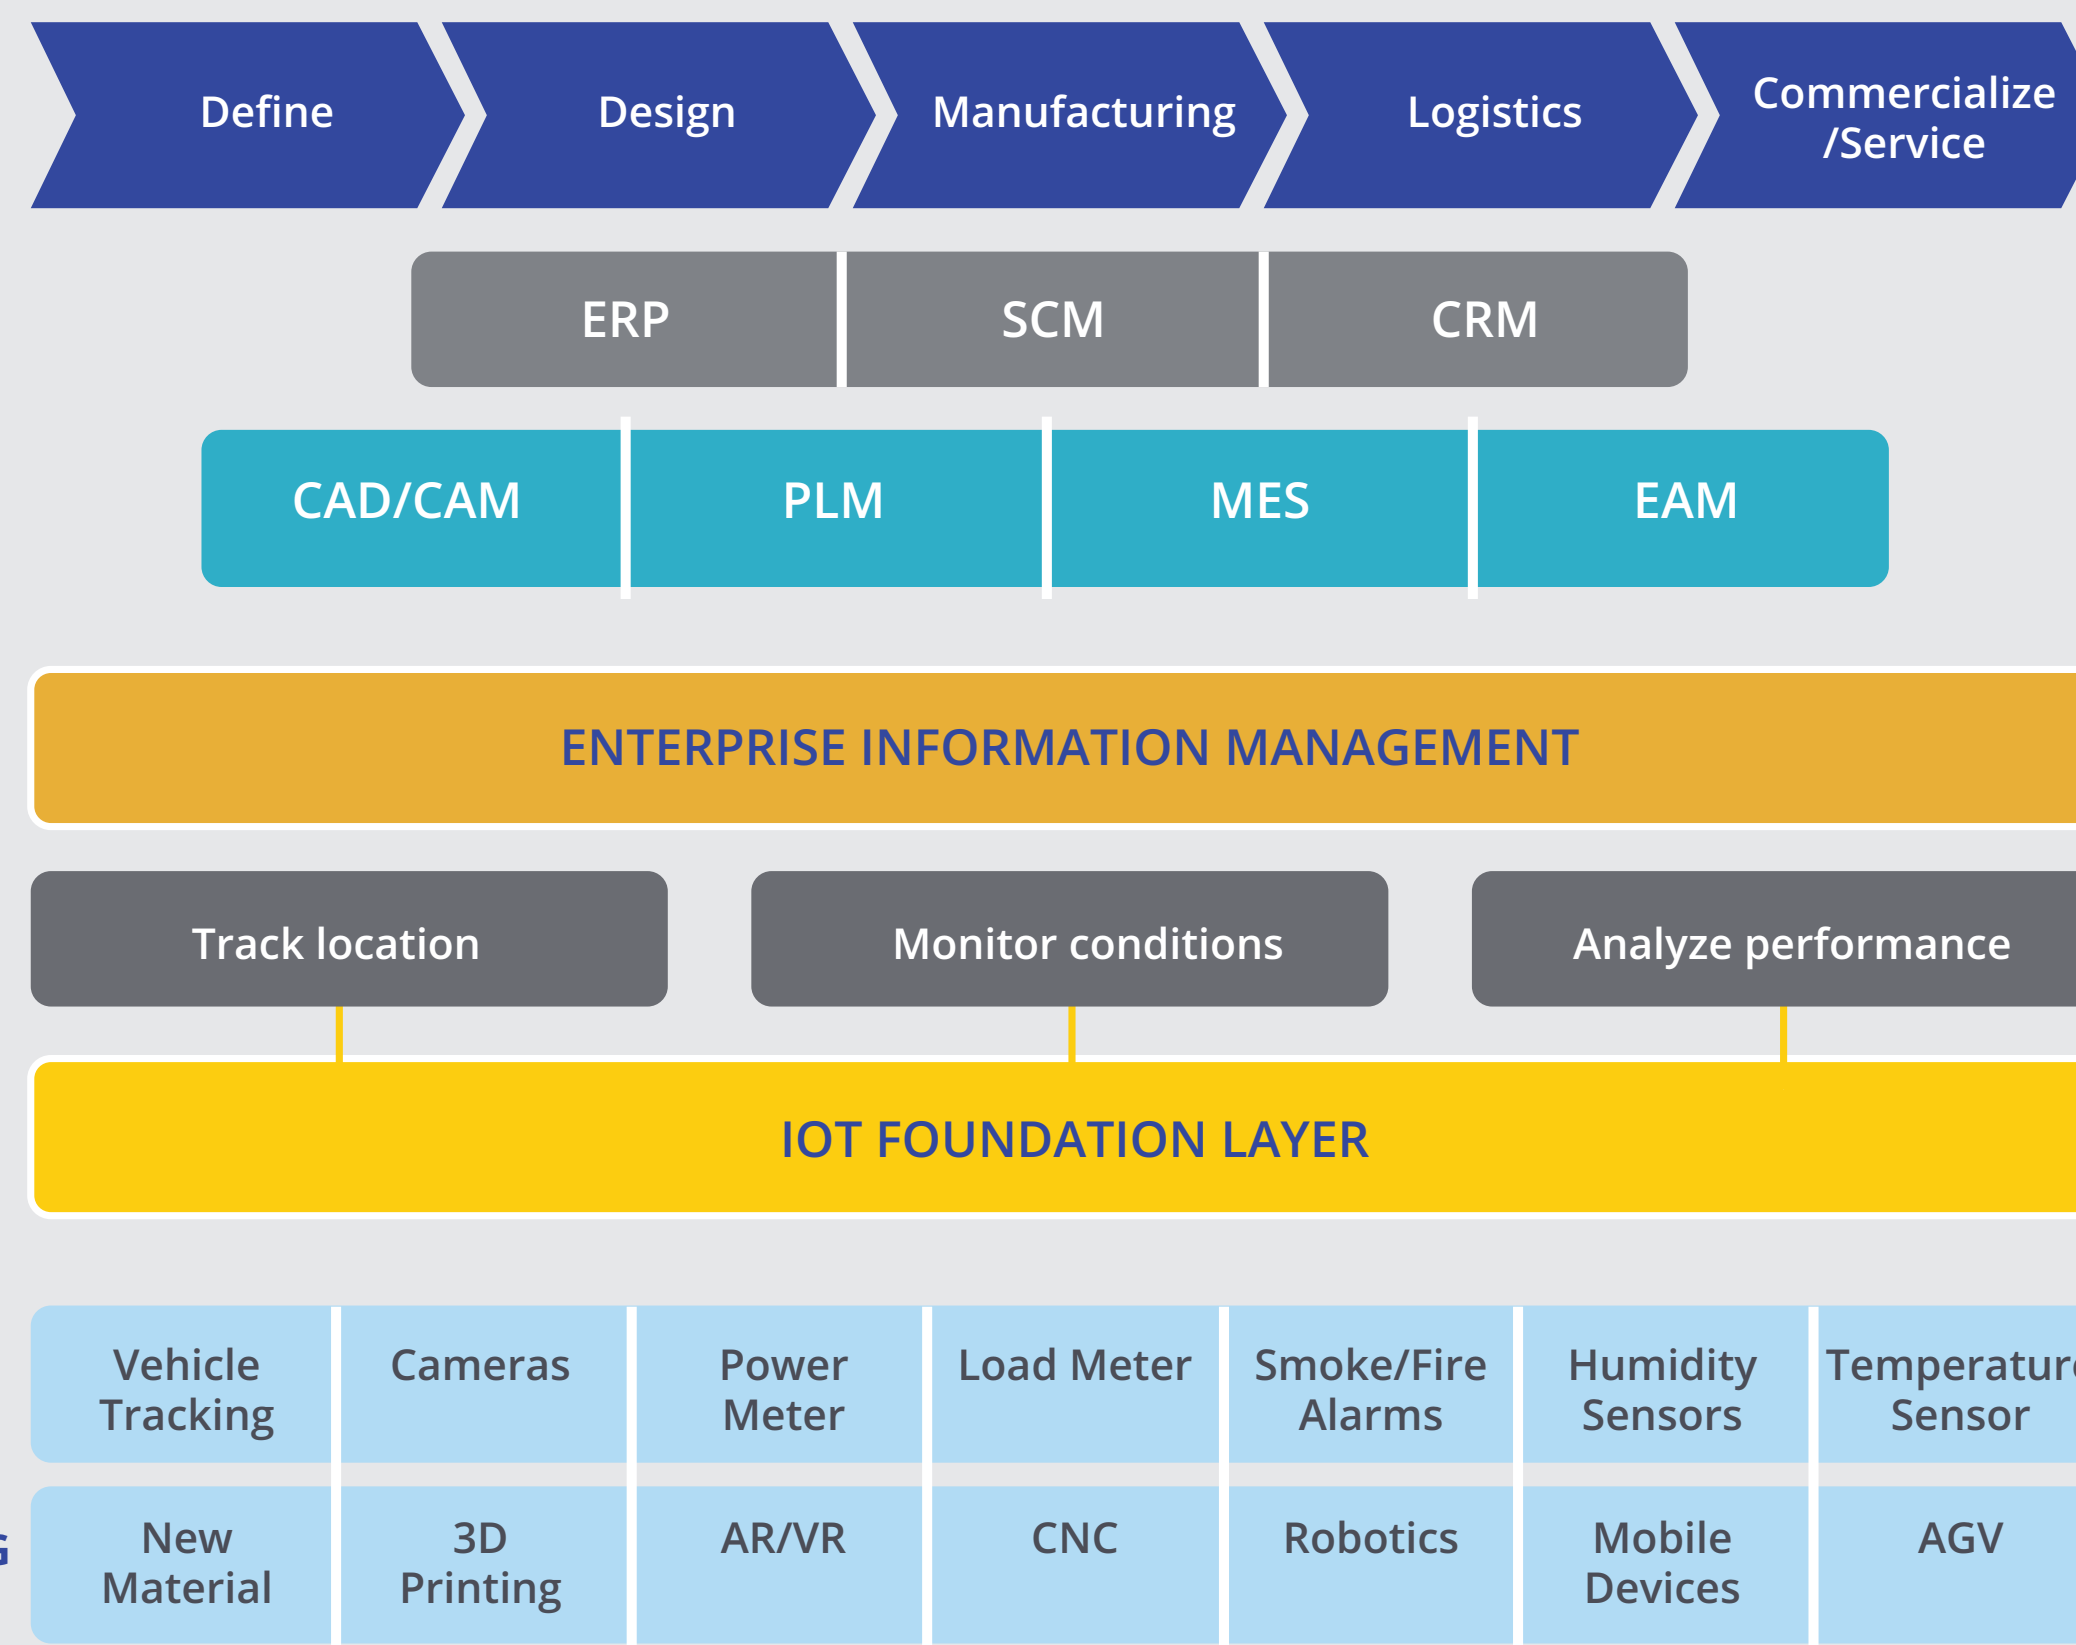 Define
Design
Manufacturing
Logistics
Commercialize
/Service
ERP
SCM
CRM
CAD/CAM
PLM
MES
EAM
ENTERPRISE INFORMATION MANAGEMENT
Track location
Monitor conditions
Analyze performance
IOT FOUNDATION LAYER
Vehicle
Tracking
Cameras
Power
Meter
Load Meter
Smoke/Fire
Alarms
Humidity
Sensors
Temperature
Sensor
New
Material
3D
Printing
AR/VR
CNC
Robotics
Mobile
Devices
AGV